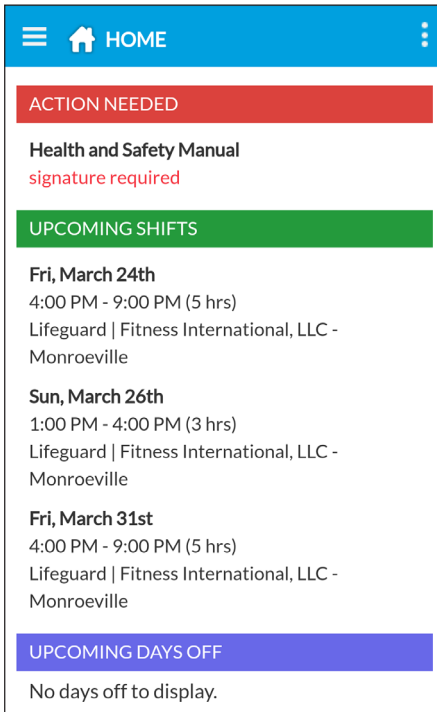 HOME
ACTION NEEDED
Health and Safety Manual
signature required
UPCOMING SHIFTS
Fri, March 24th
4:00 PM - 9:00 PM (5 hrs)
Lifeguard | Fitness International, LLC -
Monroeville
Sun, March 26th
1:00 PM - 4:00 PM (3 hrs)
Lifeguard | Fitness International, LLC -
Monroeville
Fri, March 31st
4:00 PM - 9:00 PM (5 hrs)
Lifeguard | Fitness International, LLC -
Monroeville
UPCOMING DAYS OFF
No days off to display.